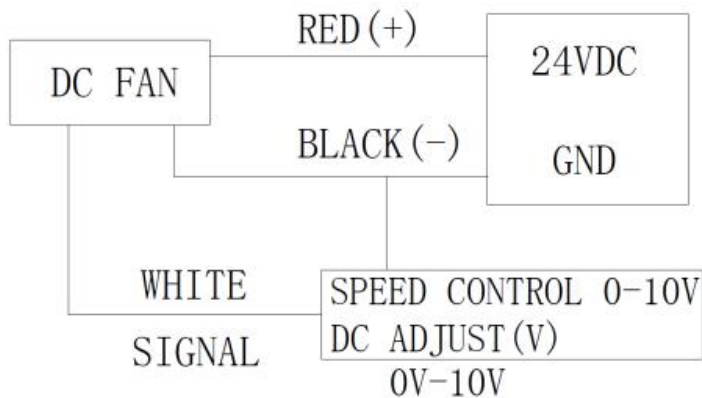 RED(+)
24VDC
DC FAN
BLACK(-)
GND
WHITE
SIGNAL
SPEED CONTROL 0-10V
DC ADJUST(V)
0V-10V